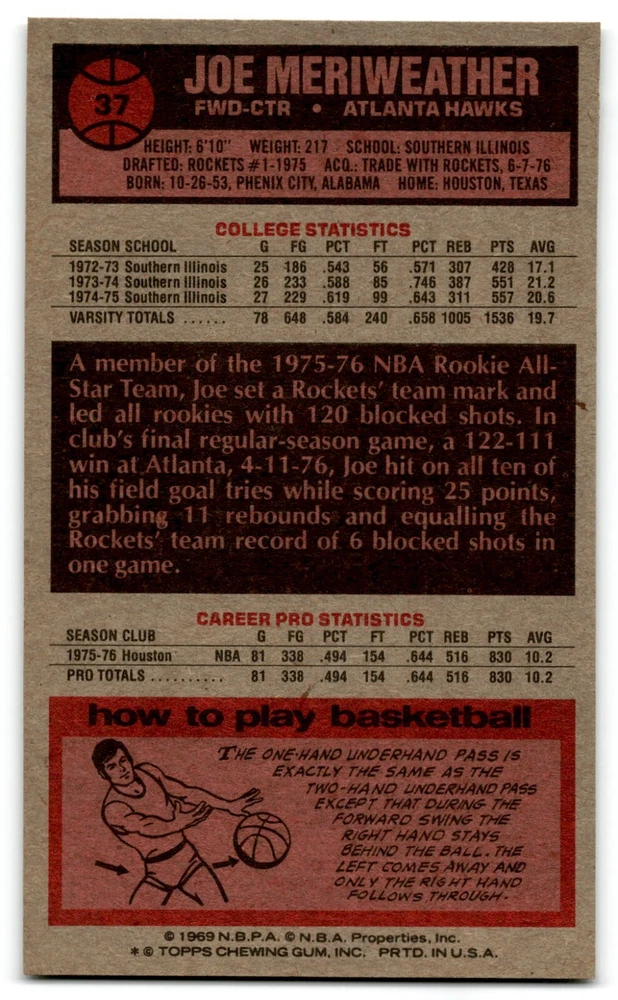 37
JOE MERIWEATHER
FWD-CTR • ATLANTA HAWKS
HEIGHT: 6'10" WEIGHT: 217 SCHOOL: SOUTHERN ILLINOIS
DRAFTED: ROCKETS #1-1975 ACQ.: TRADE WITH ROCKETS, 6-7-76
BORN: 10-26-53, PHENIX CITY, ALABAMA HOME: HOUSTON, TEXAS
COLLEGE STATISTICS
SEASON SCHOOL G FG PCT FT PCT REB PTS AVG
1972-73 Southern Illinois 25 186 .543 56 .571 307 428 17.1
1973-74 Southern Illinois 26 233 .588 85 .746 387 551 21.2
1974-75 Southern Illinois 27 229 .619 99 .643 311 557 20.6
VARSITY TOTALS ...... 78 648 .584 240 .658 1005 1536 19.7
A member of the 1975-76 NBA Rookie All-
Star Team, Joe set a Rockets' team mark and
led all rookies with 120 blocked shots. In
club's final regular-season game, a 122-111
win at Atlanta, 4-11-76, Joe hit on all ten of
his field goal tries while scoring 25 points,
grabbing 11 rebounds and equalling the
Rockets' team record of 6 blocked shots in
one game.
CAREER PRO STATISTICS
SEASON CLUB G FG PCT FT PCT REB PTS AVG
1975-76 Houston NBA 81 338 .494 154 .644 516 830 10.2
PRO TOTALS .......... 81 338 .494 154 .644 516 830 10.2
how to play basketball
THE ONE-HAND UNDERHAND PASS IS
EXACTLY THE SAME AS THE
TWO-HAND UNDERHAND PASS
EXCEPT THAT DURING THE
FORWARD SWING THE
RIGHT HAND STAYS
BEHIND THE BALL. THE
LEFT COMES AWAY AND
ONLY THE RIGHT HAND
FOLLOWS THROUGH.
© 1969 N.B.P.A. © N.B.A. Properties, Inc.
* © TOPPS CHEWING GUM, INC. PRTD. IN U.S.A.